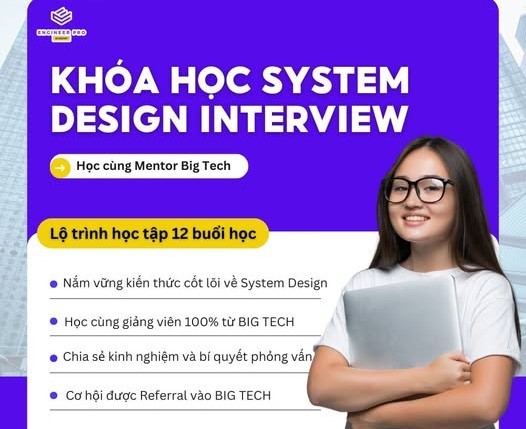 ENGINEER PRO
KHÓA HỌC SYSTEM
DESIGN INTERVIEW
Học cùng Mentor Big Tech
Lộ trình học tập 12 buổi học
Nắm vững kiến thức cốt lõi về System Design
Học cùng giảng viên 100% từ BIG TECH
Chia sẻ kinh nghiệm và bí quyết phỏng vấn
Cơ hội được Referral vào BIG TECH